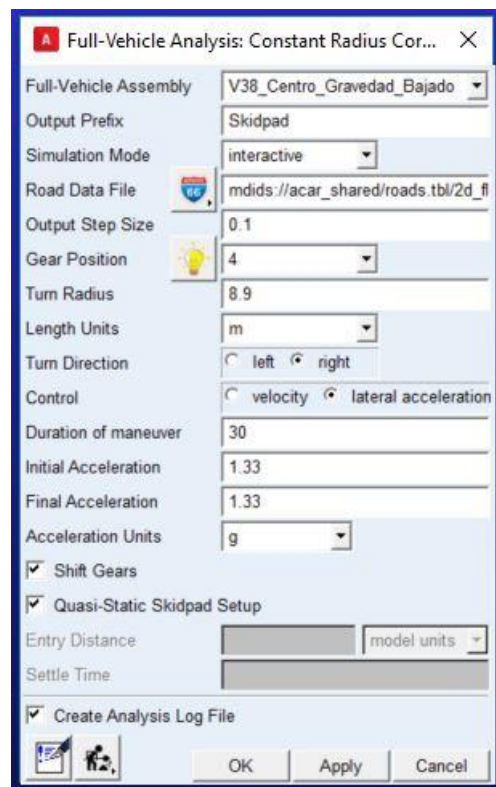 A Full-Vehicle Analysis: Constant Radius Cor... X
Full-Vehicle Assembly V38_Centro_Gravedad_Bajado
Output Prefix Skidpad
Simulation Mode interactive
Road Data File 66 mdids://acar_shared/roads.tbl/2d_fl
Output Step Size 0.1
Gear Position 4
Turn Radius 8.9
Length Units m
Turn Direction left right
Control velocity lateral acceleration
Duration of maneuver 30
Initial Acceleration 1.33
Final Acceleration 1.33
Acceleration Units g
Shift Gears
Quasi-Static Skidpad Setup
Entry Distance model units
Settle Time
Create Analysis Log File
OK Apply Cancel